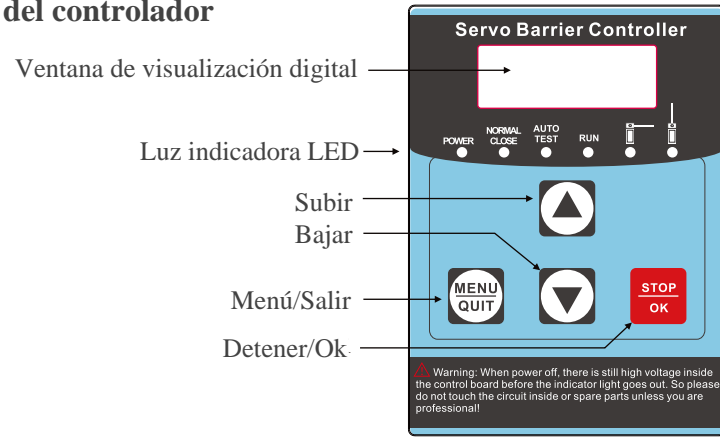 del controlador
Servo Barrier Controller
Ventana de visualización digital
POWER
NORMAL
CLOSE
AUTO
TEST
RUN
Luz indicadora LED
Subir
Bajar
Menú/Salir
MENU
QUIT
STOP
OK
Detener/Ok
Warning: When power off, there is still high voltage inside
the control board before the indicator light goes out. So please
do not touch the circuit inside or spare parts unless you are
professional!